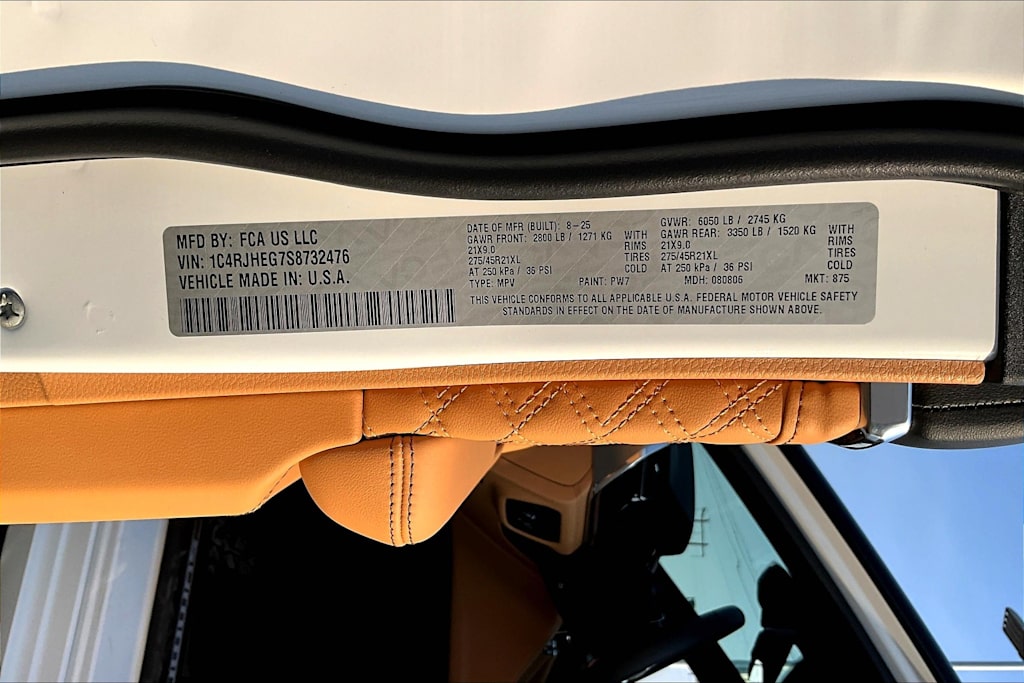 MFD BY: FCA US LLC
VIN: 1C4RJHEG7S8732476
VEHICLE MADE IN: U.S.A.
DATE OF MFR (BUILT): 8-25
GAWR FRONT: 2800 LB / 1271 KG WITH
21X9.0 RIMS
275/45R21XL TIRES
AT 250 kPa / 36 PSI COLD
TYPE: MPV
GVWR: 6050 LB / 2745 KG
GAWR REAR: 3350 LB / 1520 KG WITH
21X9.0 RIMS
275/45R21XL TIRES
AT 250 kPa / 36 PSI COLD
PAINT: PW7 MDH: 080806 MKT: 875
THIS VEHICLE CONFORMS TO ALL APPLICABLE U.S.A. FEDERAL MOTOR VEHICLE SAFETY
STANDARDS IN EFFECT ON THE DATE OF MANUFACTURE SHOWN ABOVE.